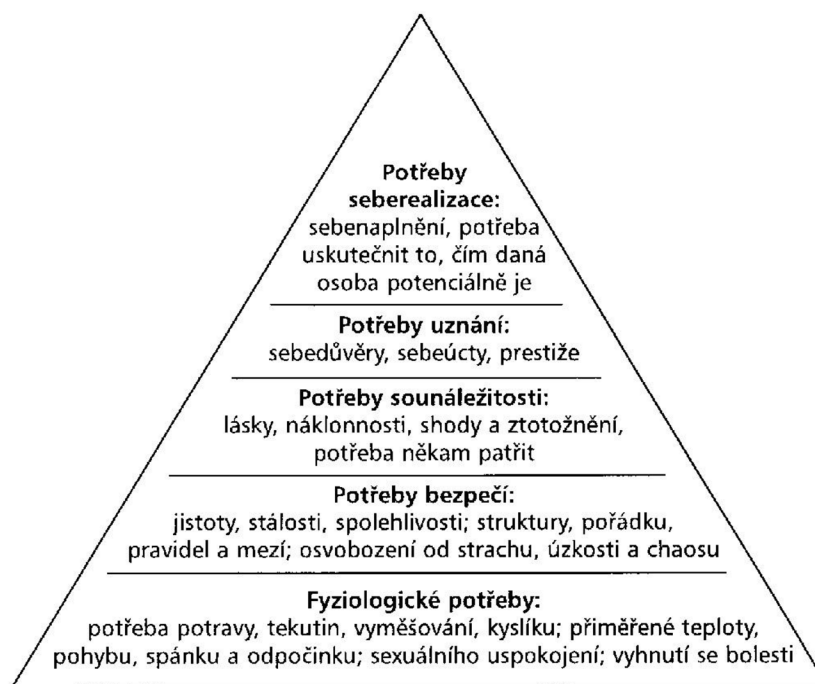 Potřeby
seberealizace:
sebenaplnění, potřeba
uskutečnit to, čím daná
osoba potenciálně je
Potřeby uznání:
sebedůvěry, sebeúcty, prestiže
Potřeby sounáležitosti:
lásky, náklonnosti, shody a ztotožnění,
potřeba někam patřit
Potřeby bezpečí:
jistoty, stálosti, spolehlivosti; struktury, pořádku,
pravidel a mezí; osvobození od strachu, úzkosti a chaosu
Fyziologické potřeby:
potřeba potravy, tekutin, vyměšování, kyslíku; přiměřené teploty,
pohybu, spánku a odpočinku; sexuálního uspokojení; vyhnutí se bolesti